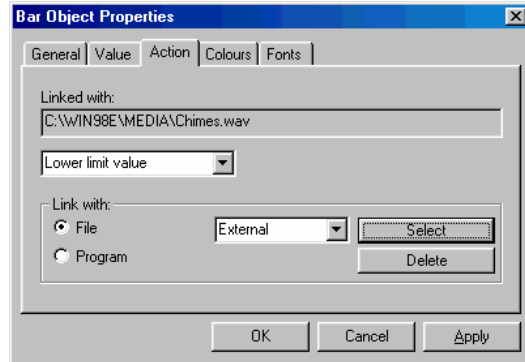 Bar Object Properties
General Value Action Colours Fonts
Linked with:
C:\WIN98E\MEDIA\Chimes.wav
Lower limit value
Link with:
File External Select
Program Delete
OK Cancel Apply